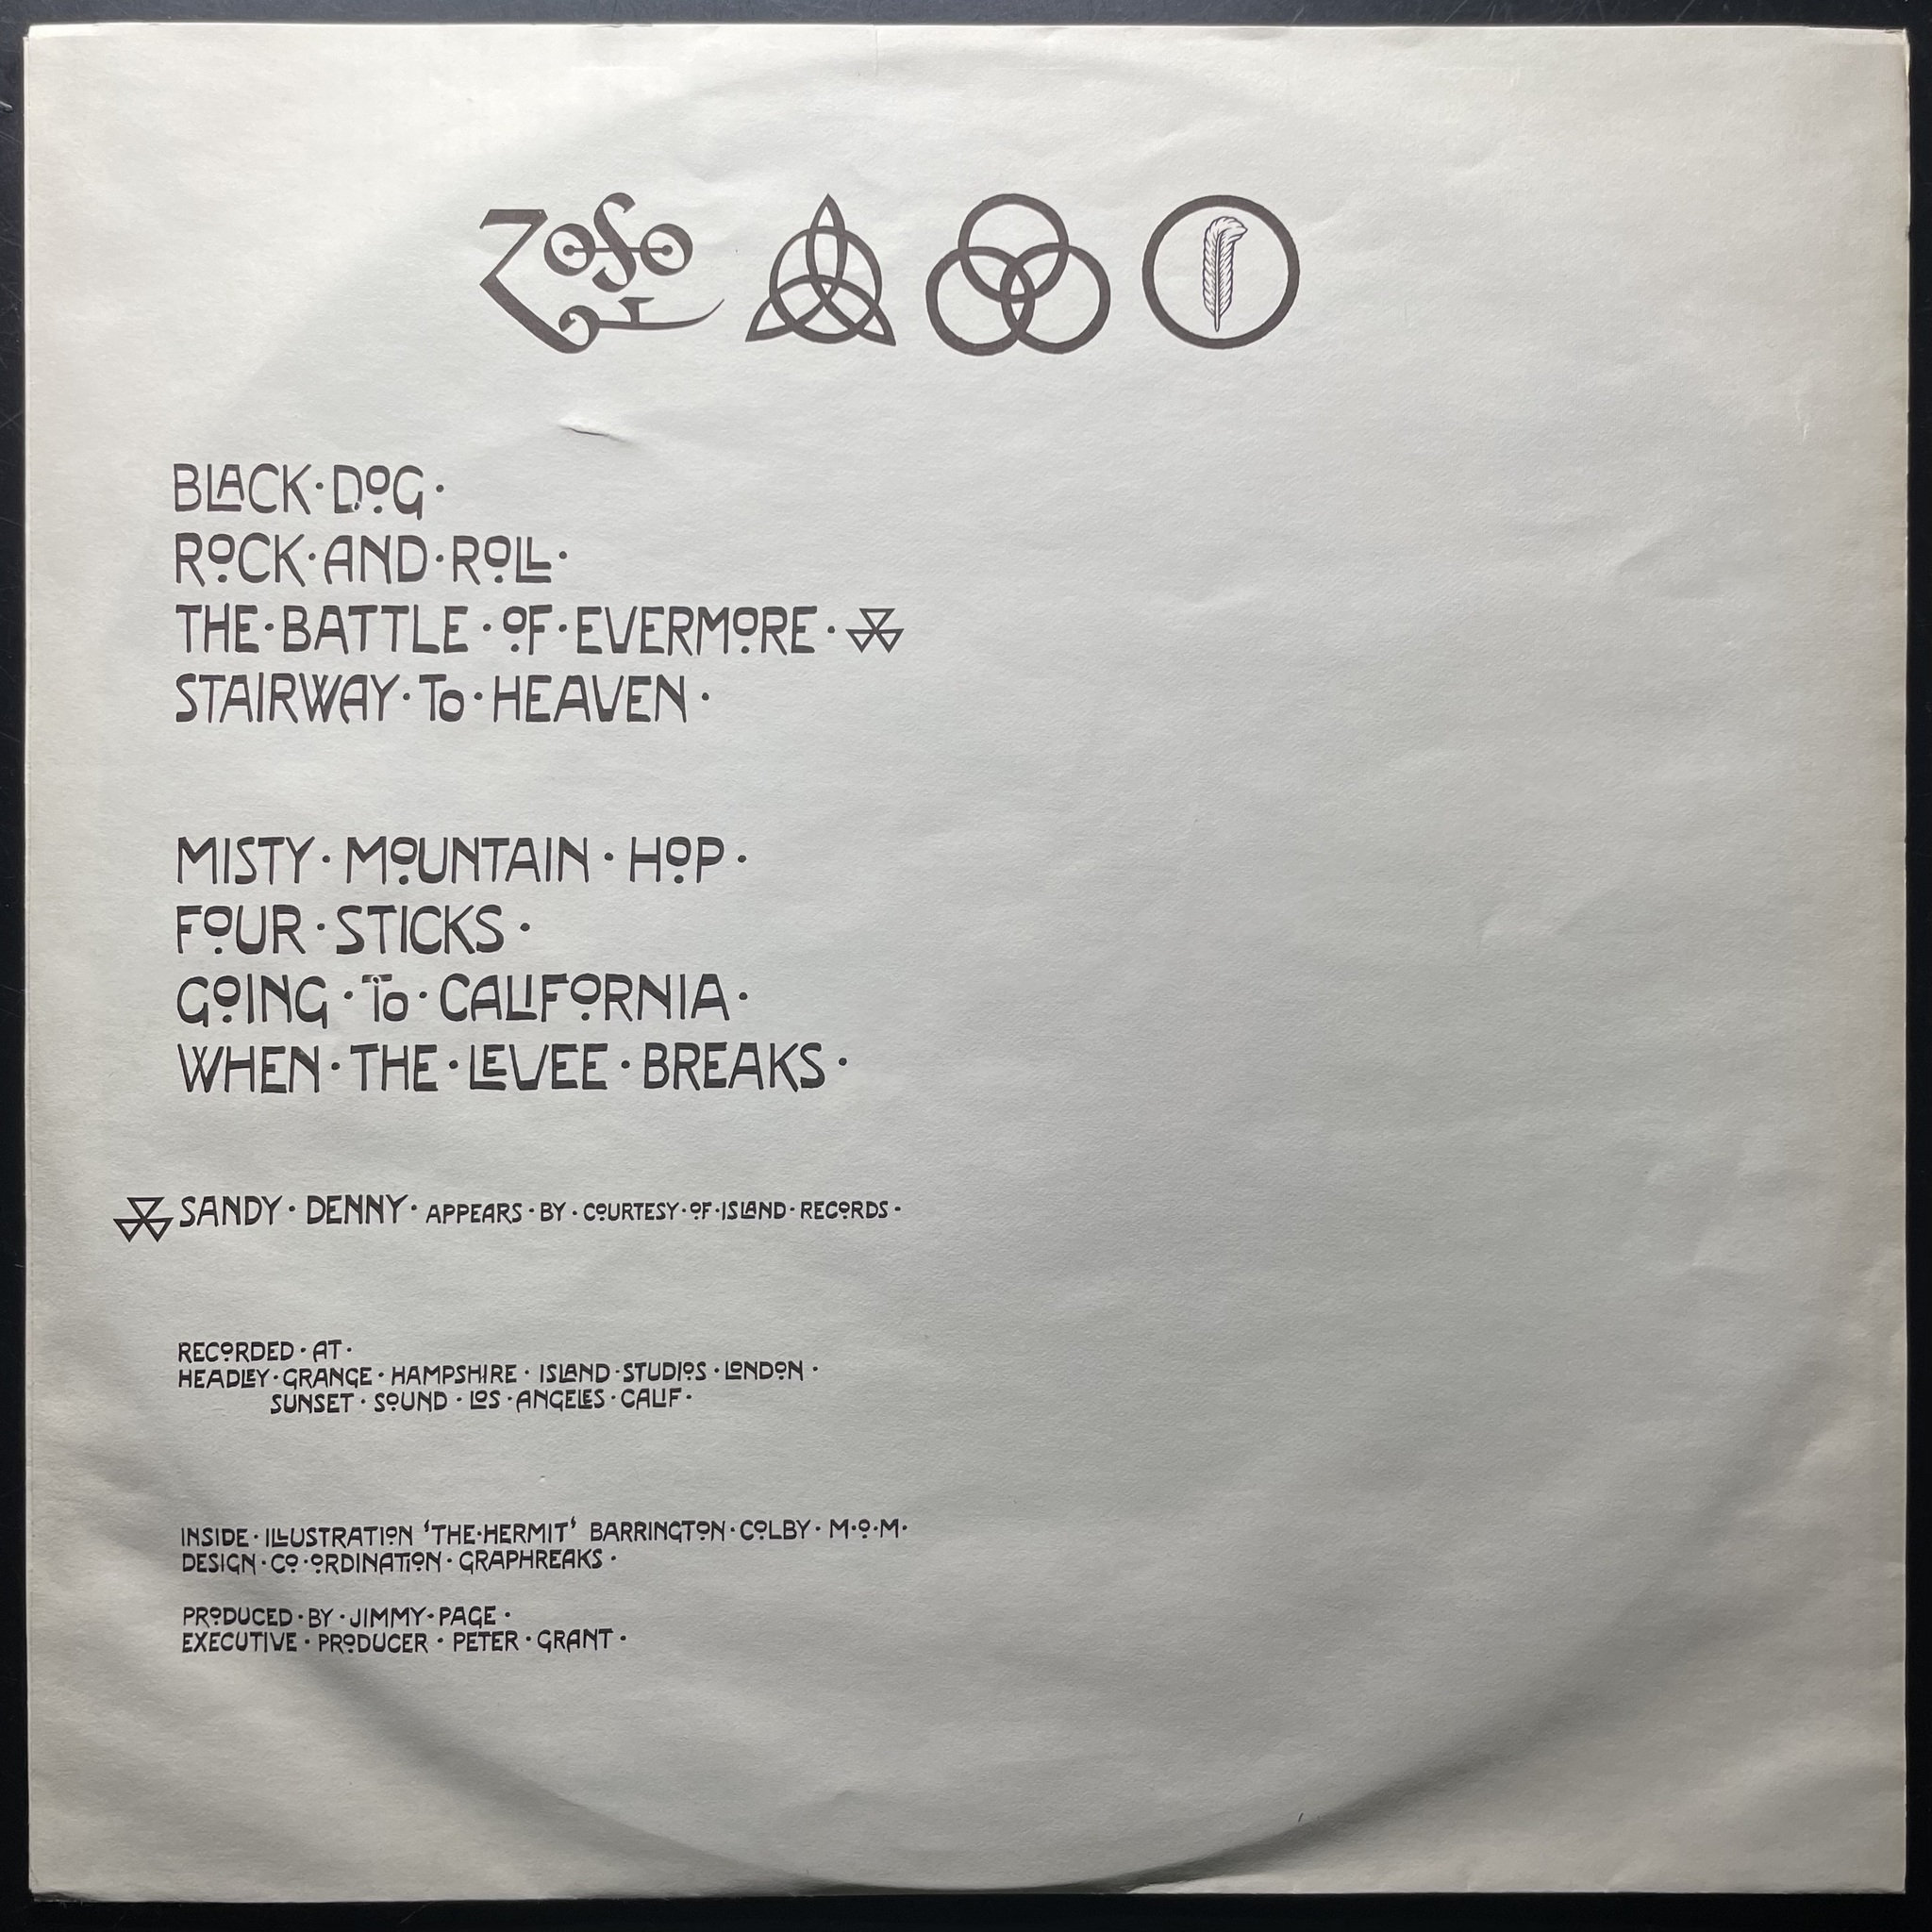 ZOSO
BLACK·DOG·
ROCK·AND·ROLL·
THE·BATTLE·OF·EVERMORE·
STAIRWAY·TO·HEAVEN·
MISTY·MOUNTAIN·HOP·
FOUR·STICKS·
GOING·TO·CALIFORNIA·
WHEN·THE·LEVEE·BREAKS·
SANDY·DENNY·APPEARS·BY·COURTESY·OF·ISLAND·RECORDS·
RECORDED·AT·
HEADLEY·GRANGE·HAMPSHIRE·ISLAND·STUDIOS·LONDON·
SUNSET·SOUND·LOS·ANGELES·CALIF·
INSIDE·ILLUSTRATION 'THE·HERMIT' BARRINGTON·COLBY·M·O·M·
DESIGN·CO·ORDINATION·GRAPHREAKS·
PRODUCED·BY·JIMMY·PAGE·
EXECUTIVE·PRODUCER·PETER·GRANT·